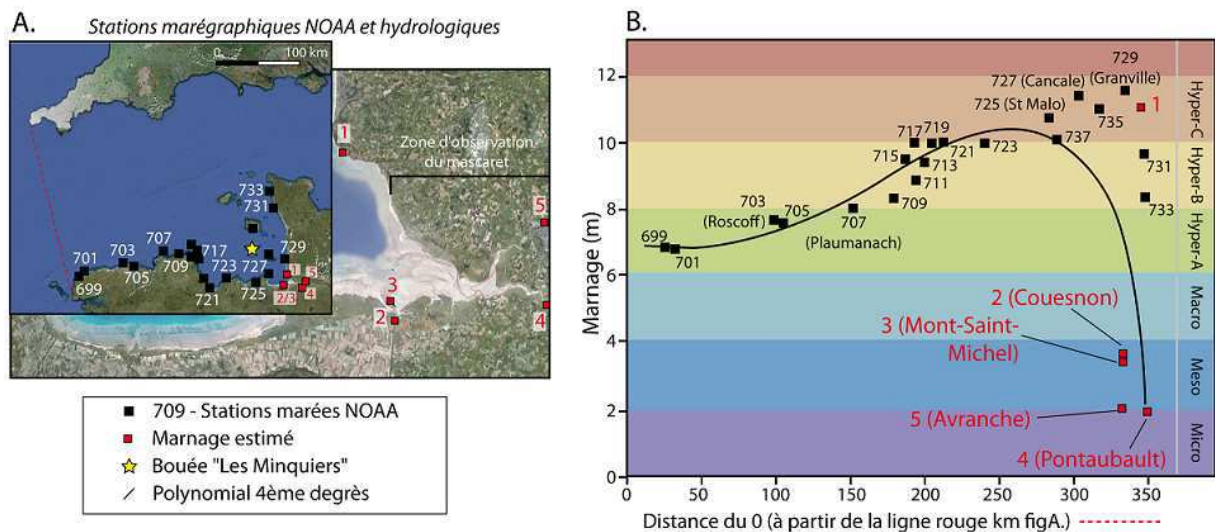 A.
Stations marégraphiques NOAA et hydrologiques
0 100 km
733
731
707
703
701
717
709
705
723
727
729
699
721
725
1
5
2/3
4
1
Zone d'observation
du mascaret
5
3
2
4
709 - Stations marées NOAA
Marnage estimé
Bouée "Les Minquiers"
Polynomial 4ème degrès
B.
Marnage (m)
12
10
8
6
4
2
0
0 50 100 150 200 250 300 350
Distance du 0 (à partir de la ligne rouge km figA.)
729
727 (Cancale) (Granville)
725 (St Malo)
735
1
717
719
737
715
721
723
713
731
711
703
705
709
733
(Roscoff)
707
(Plaumanach)
699
701
2 (Couesnon)
3 (Mont-Saint-
Michel)
5 (Avranche)
4 (Pontaubault)
Hyper-C
Hyper-B
Hyper-A
Macro
Meso
Micro